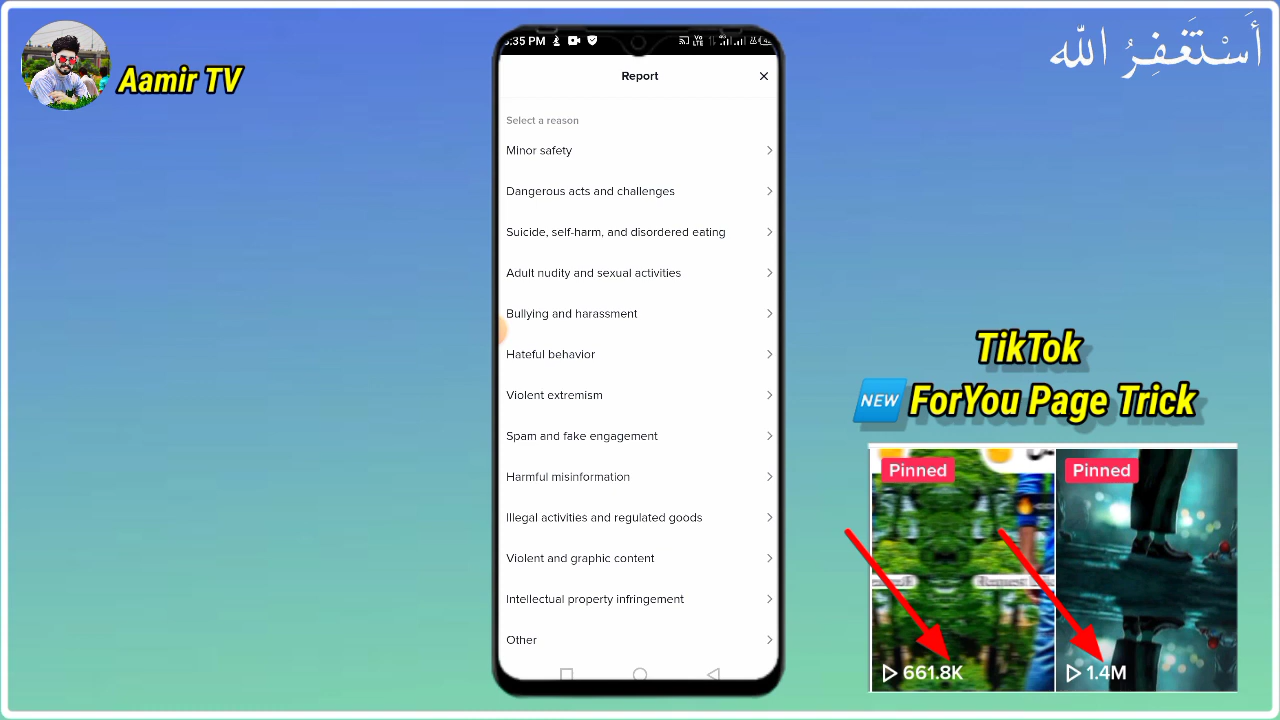 Aamir TV
أَسْتَغْفِرُ الله
:35 PM
Report
Select a reason
Minor safety
Dangerous acts and challenges
Suicide, self-harm, and disordered eating
Adult nudity and sexual activities
Bullying and harassment
Hateful behavior
Violent extremism
Spam and fake engagement
Harmful misinformation
Illegal activities and regulated goods
Violent and graphic content
Intellectual property infringement
Other
TikTok
NEW ForYou Page Trick
Pinned
Pinned
661.8K
1.4M